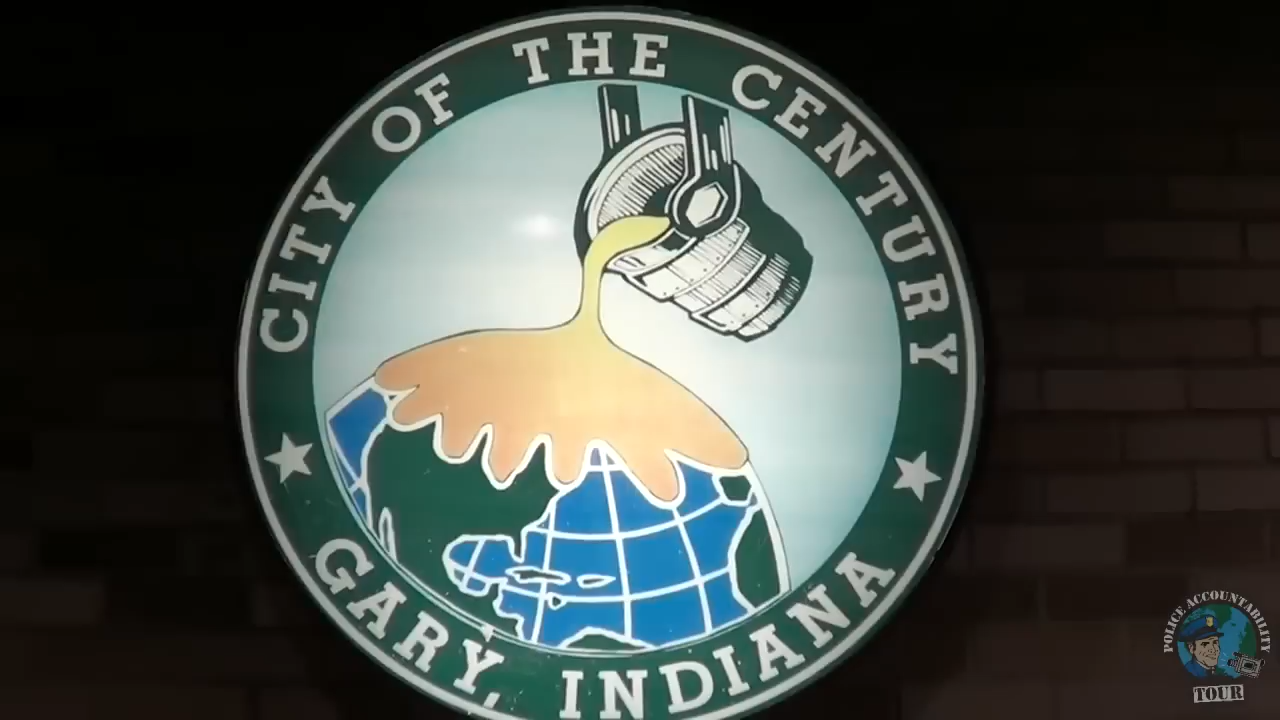 CITY OF THE CENTURY
GARY, INDIANA
POLICE ACCOUNTABILITY
TOUR